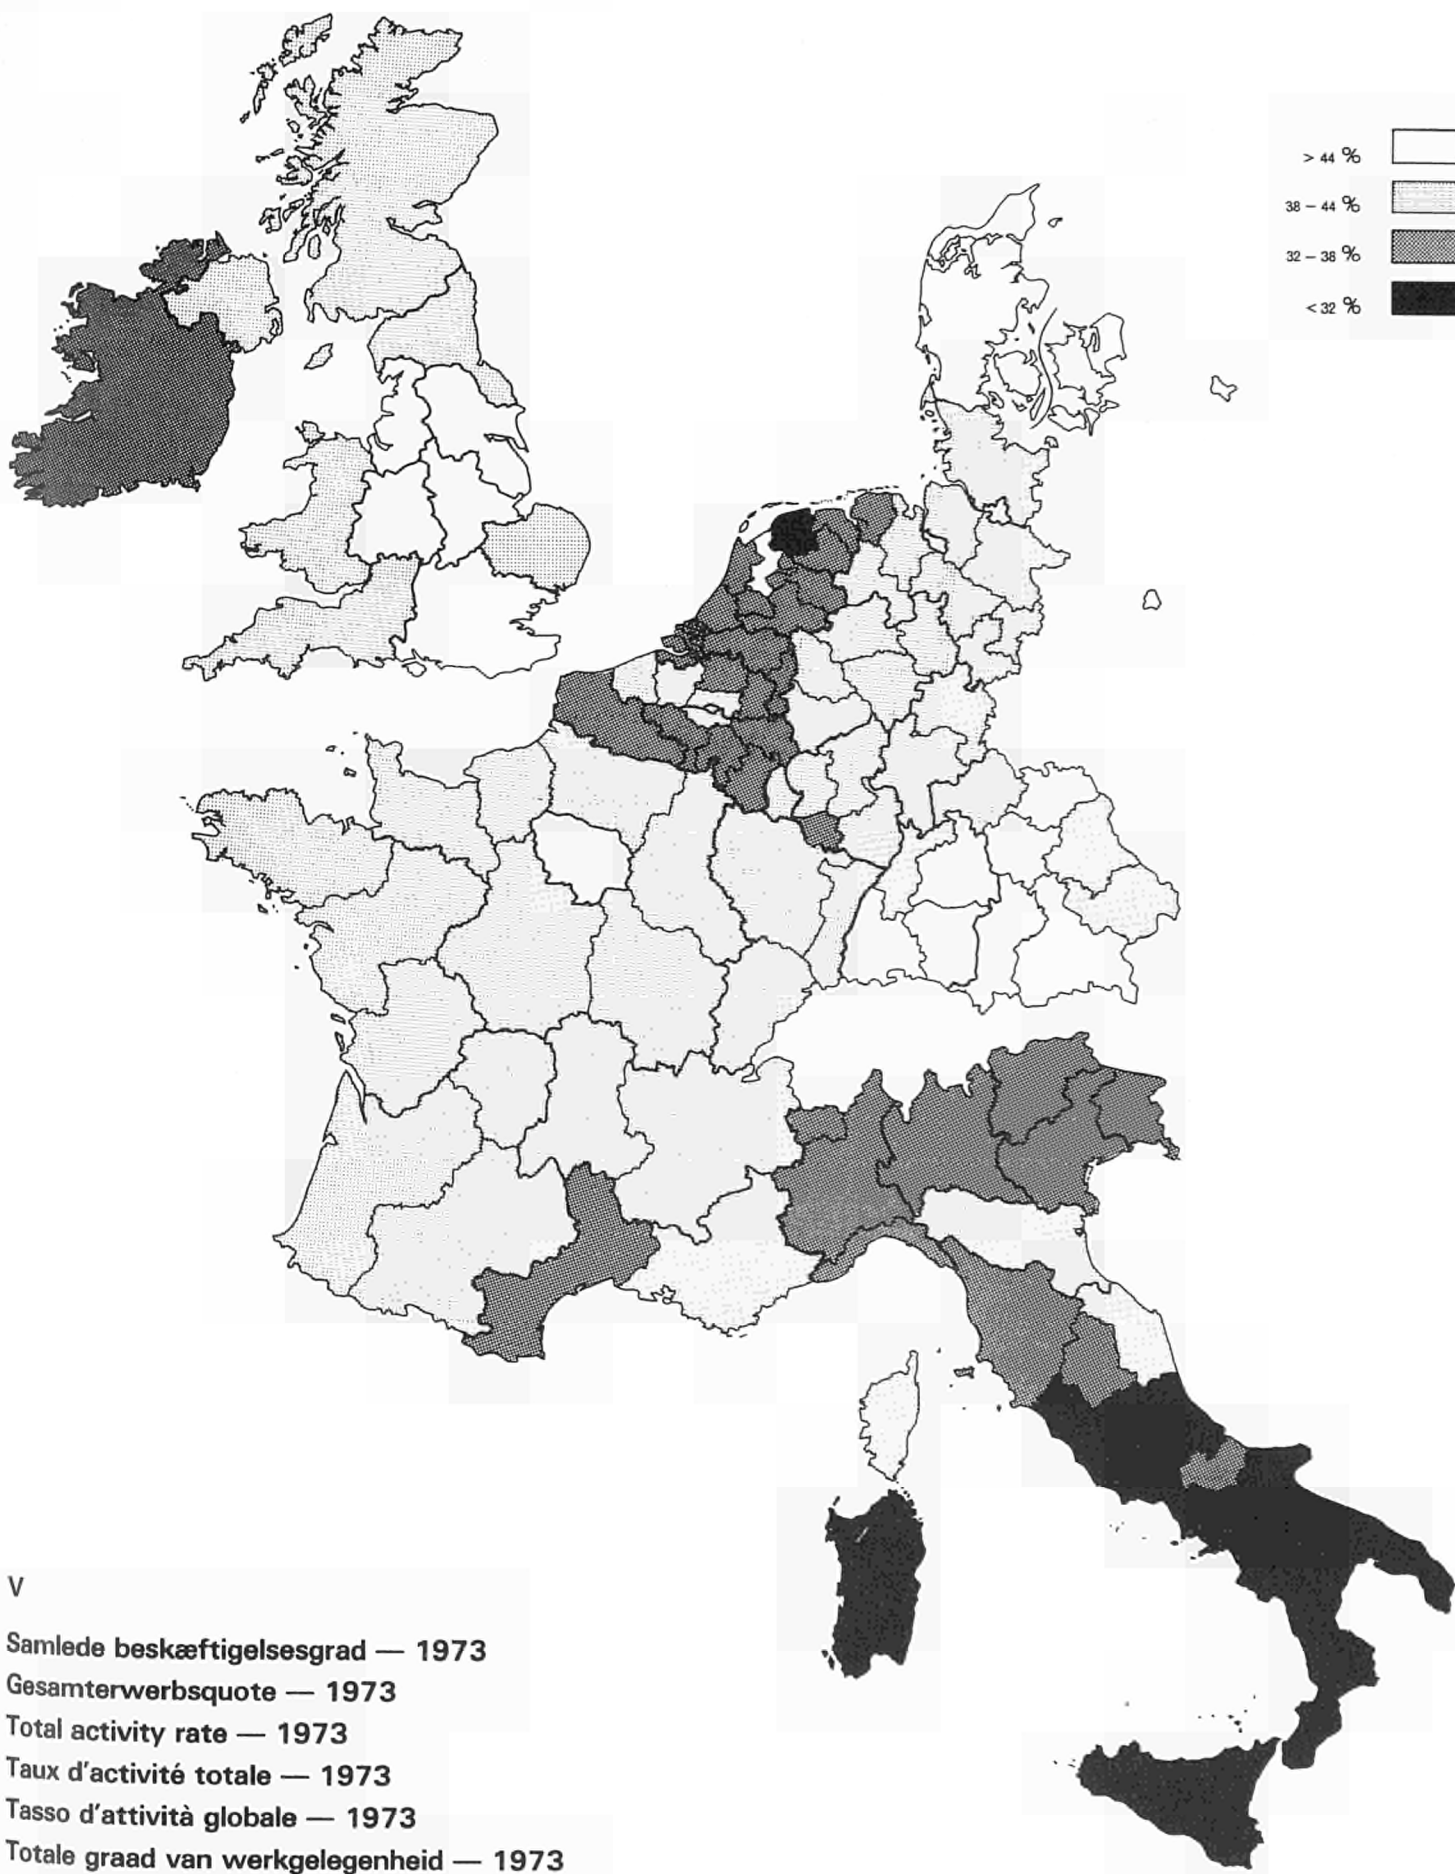 > 44 %
38 – 44 %
32 – 38 %
< 32 %
V
Samlede beskæftigelsesgrad — 1973
Gesamterwerbsquote — 1973
Total activity rate — 1973
Taux d'activité totale — 1973
Tasso d'attività globale — 1973
Totale graad van werkgelegenheid — 1973